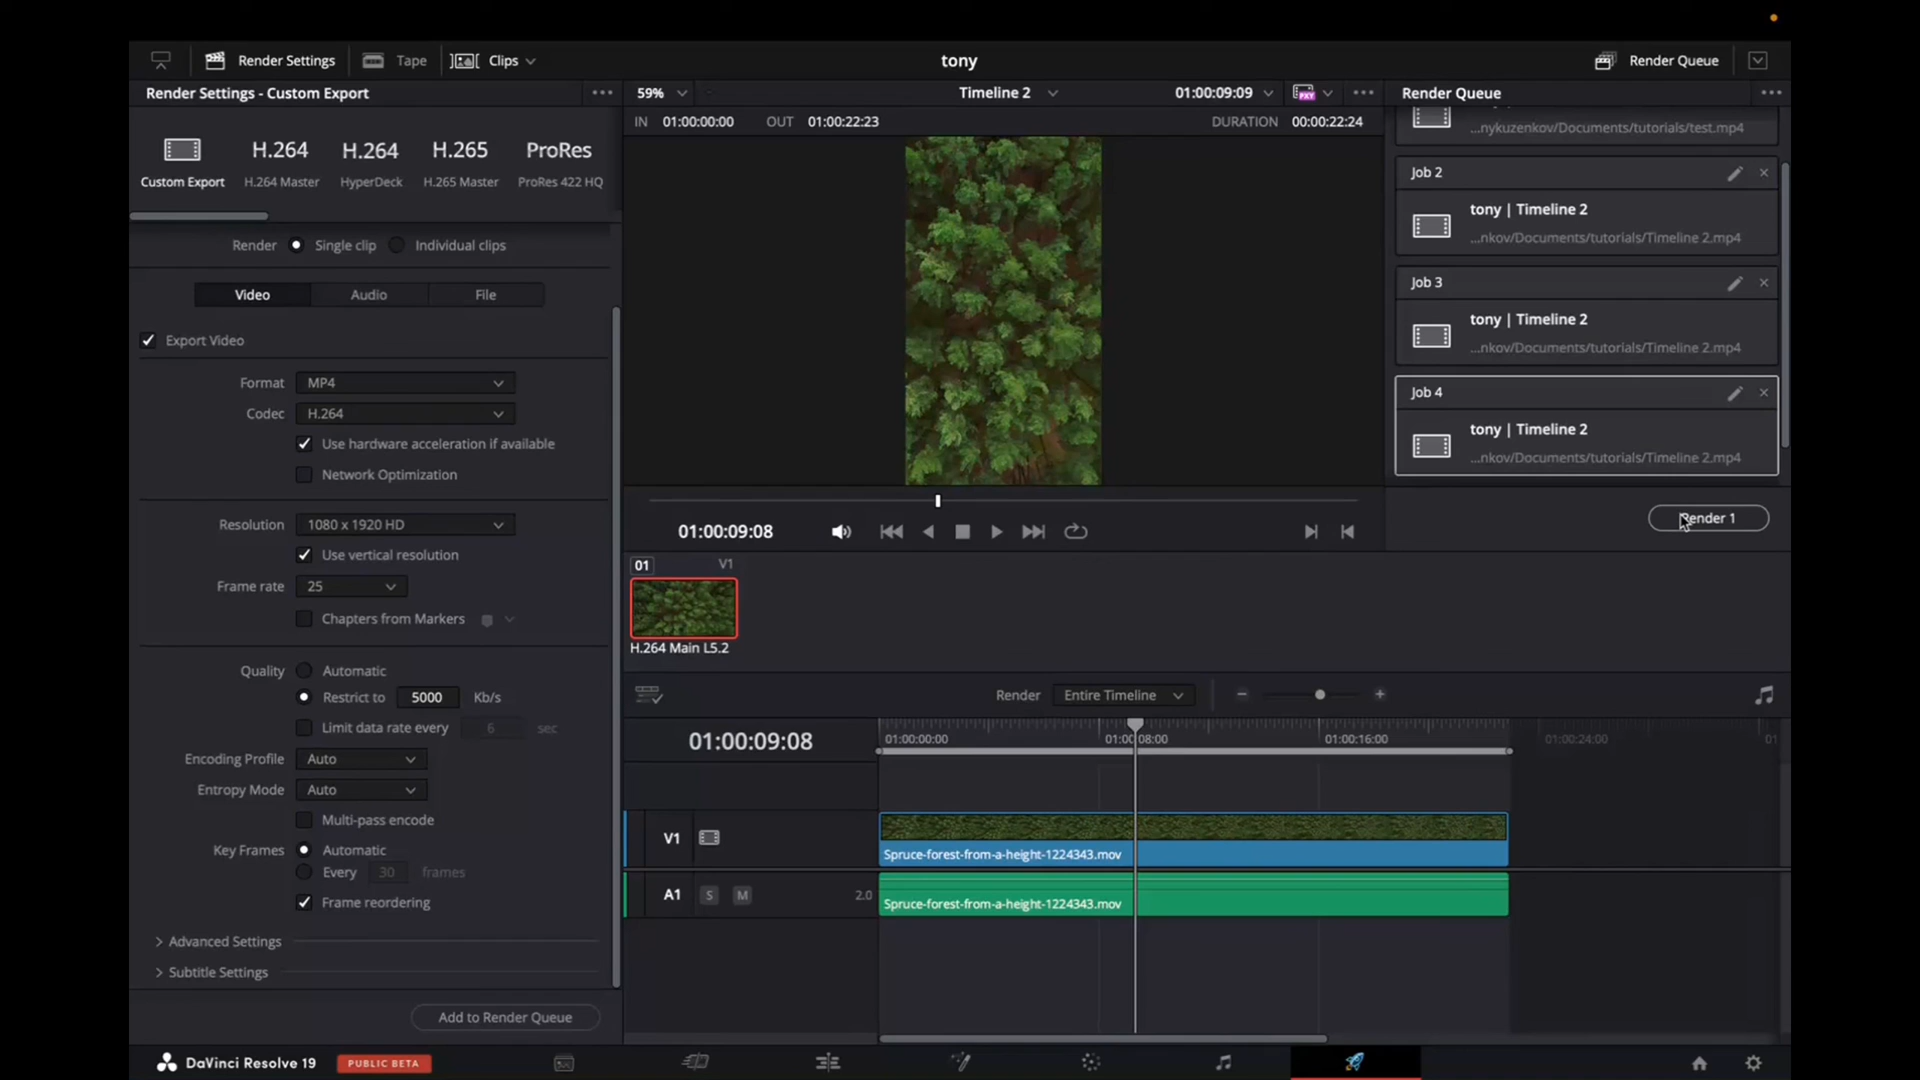 Render Settings
Tape
Clips
tony
Render Queue
Render Settings - Custom Export
59%
Timeline 2
01:00:09:09
PXY
Render Queue
IN 01:00:00:00 OUT 01:00:22:23
DURATION 00:00:22:24
...nykuzenkov/Documents/tutorials/test.mp4
H.264
H.264
H.265
ProRes
Custom Export
H.264 Master
HyperDeck
H.265 Master
ProRes 422 HQ
Job 2
tony | Timeline 2
...nkov/Documents/tutorials/Timeline 2.mp4
Render Single clip Individual clips
Job 3
Video Audio File
tony | Timeline 2
...nkov/Documents/tutorials/Timeline 2.mp4
Export Video
Format MP4
Codec H.264
Job 4
tony | Timeline 2
...nkov/Documents/tutorials/Timeline 2.mp4
Use hardware acceleration if available
Network Optimization
Resolution 1080 x 1920 HD
Use vertical resolution
Frame rate 25
Chapters from Markers
01:00:09:08
Render 1
01 V1
H.264 Main L5.2
Quality Automatic
Restrict to 5000 Kb/s
Limit data rate every 6 sec
Encoding Profile Auto
Entropy Mode Auto
Multi-pass encode
Key Frames Automatic
Every 30 frames
Frame reordering
Advanced Settings
Subtitle Settings
Add to Render Queue
Render Entire Timeline
01:00:09:08
01:00:00:00
01:00:08:00
01:00:16:00
01:00:24:00
V1
Spruce-forest-from-a-height-1224343.mov
A1 S M 2.0
Spruce-forest-from-a-height-1224343.mov
DaVinci Resolve 19
PUBLIC BETA